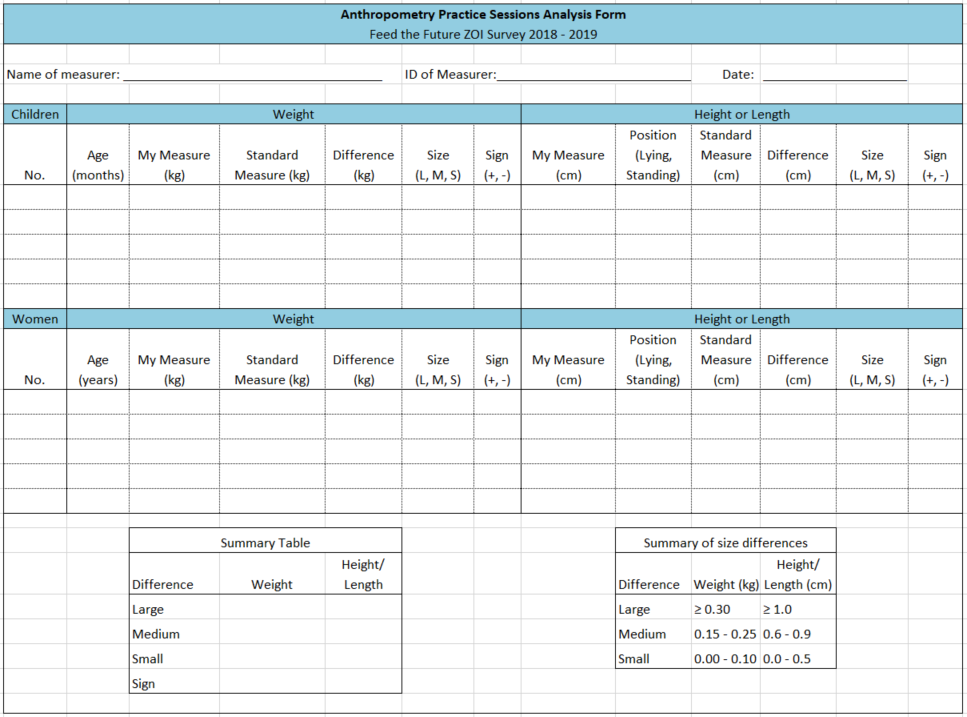 Anthropometry Practice Sessions Analysis Form
Feed the Future ZOI Survey 2018 - 2019
Name of measurer: ____________________ ID of Measurer:____________________ Date: ____________________
Children Weight Height or Length
Position Standard
Age My Measure Standard Difference Size Sign My Measure (Lying, Measure Difference Size Sign
No. (months) (kg) Measure (kg) (kg) (L, M, S) (+, -) (cm) Standing) (cm) (cm) (L, M, S) (+, -)
Women Weight Height or Length
Position Standard
Age My Measure Standard Difference Size Sign My Measure (Lying, Measure Difference Size Sign
No. (years) (kg) Measure (kg) (kg) (L, M, S) (+, -) (cm) Standing) (cm) (cm) (L, M, S) (+, -)
Summary Table
Height/
Difference Weight Length
Large
Medium
Small
Sign
Summary of size differences
Height/
Difference Weight (kg) Length (cm)
Large ≥ 0.30 ≥ 1.0
Medium 0.15 - 0.25 0.6 - 0.9
Small 0.00 - 0.10 0.0 - 0.5